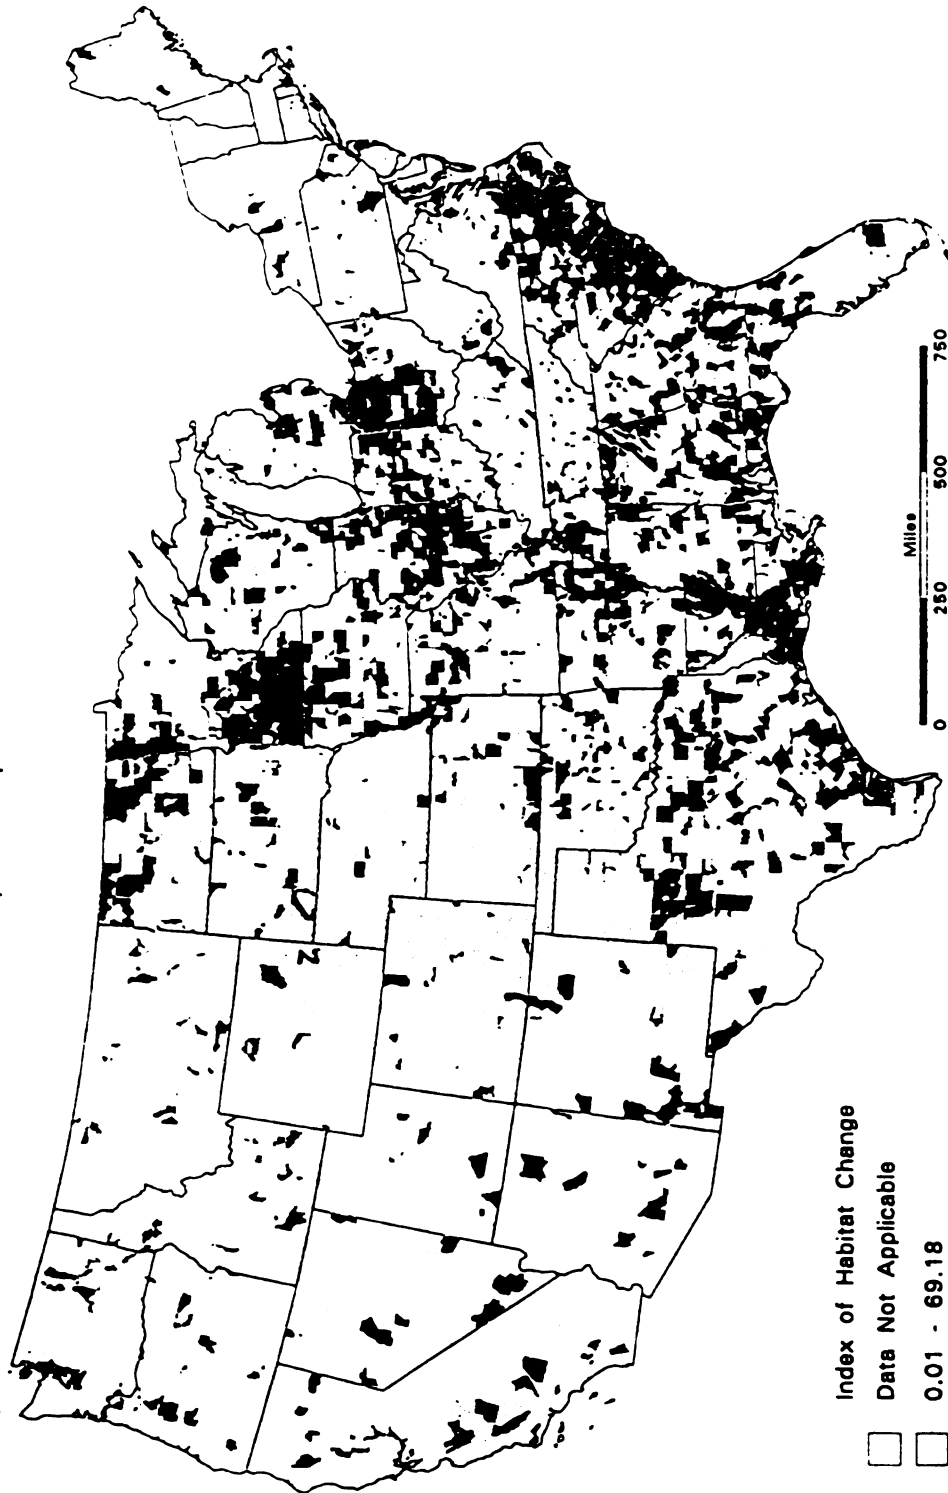 Index of Habitat Change
Data Not Applicable
0.01 - 69.18
Miles
0 250 500 750